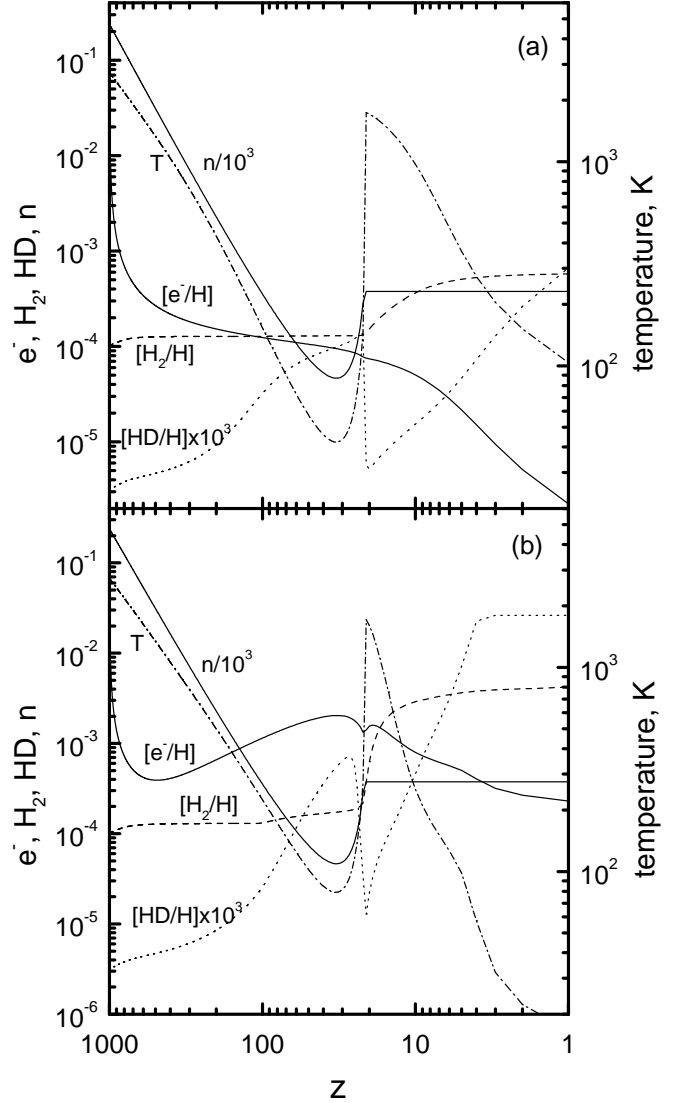 (a)
10⁻¹
10⁻²
10⁻³
10⁻⁴
10⁻⁵
e⁻, H₂, HD, n
T
n/10³
[e⁻/H]
[H₂/H]
[HD/H]x10³
10³
10²
temperature, K
(b)
10⁻¹
10⁻²
10⁻³
10⁻⁴
10⁻⁵
10⁻⁶
e⁻, H₂, HD, n
T
n/10³
[e⁻/H]
[H₂/H]
[HD/H]x10³
10³
10²
temperature, K
1000
100
10
1
z